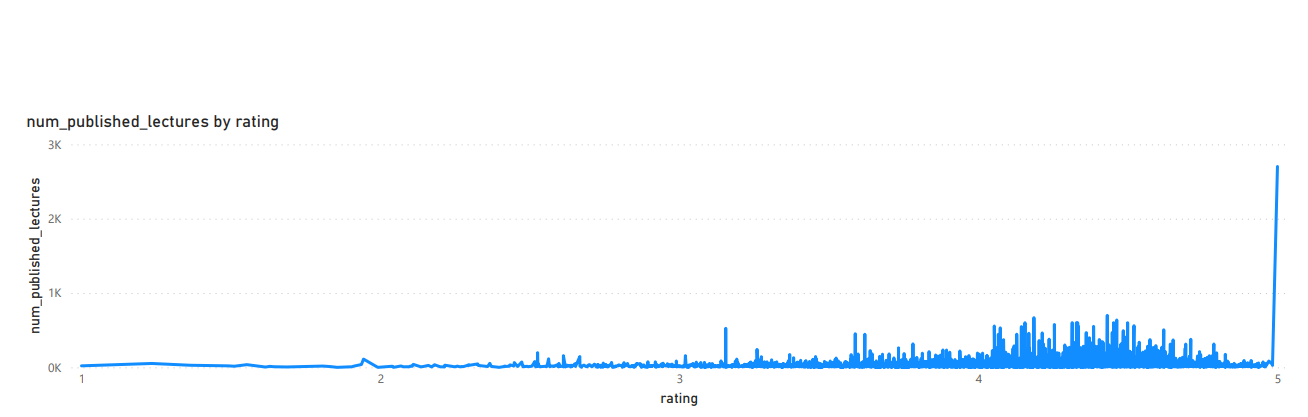 num_published_lectures by rating
3K
2K
1K
0K
num_published_lectures
1
2
3
4
5
rating